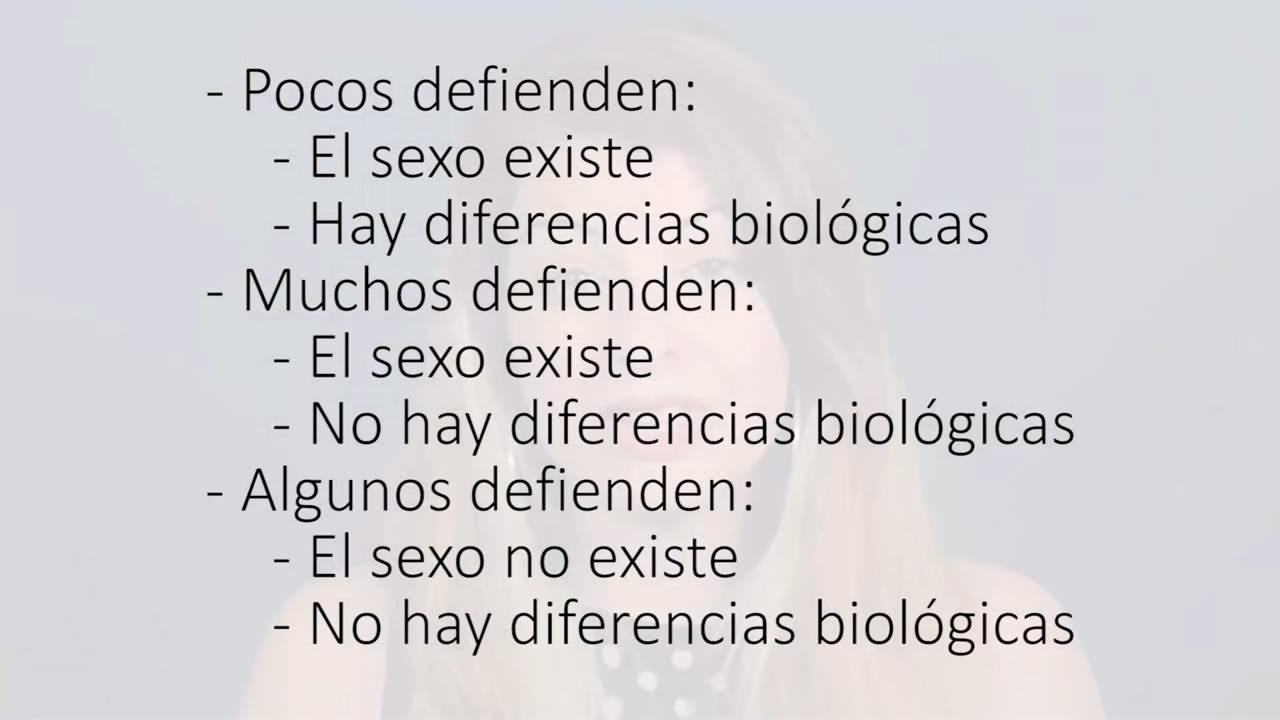 - Pocos defienden:
- El sexo existe
- Hay diferencias biológicas
- Muchos defienden:
- El sexo existe
- No hay diferencias biológicas
- Algunos defienden:
- El sexo no existe
- No hay diferencias biológicas